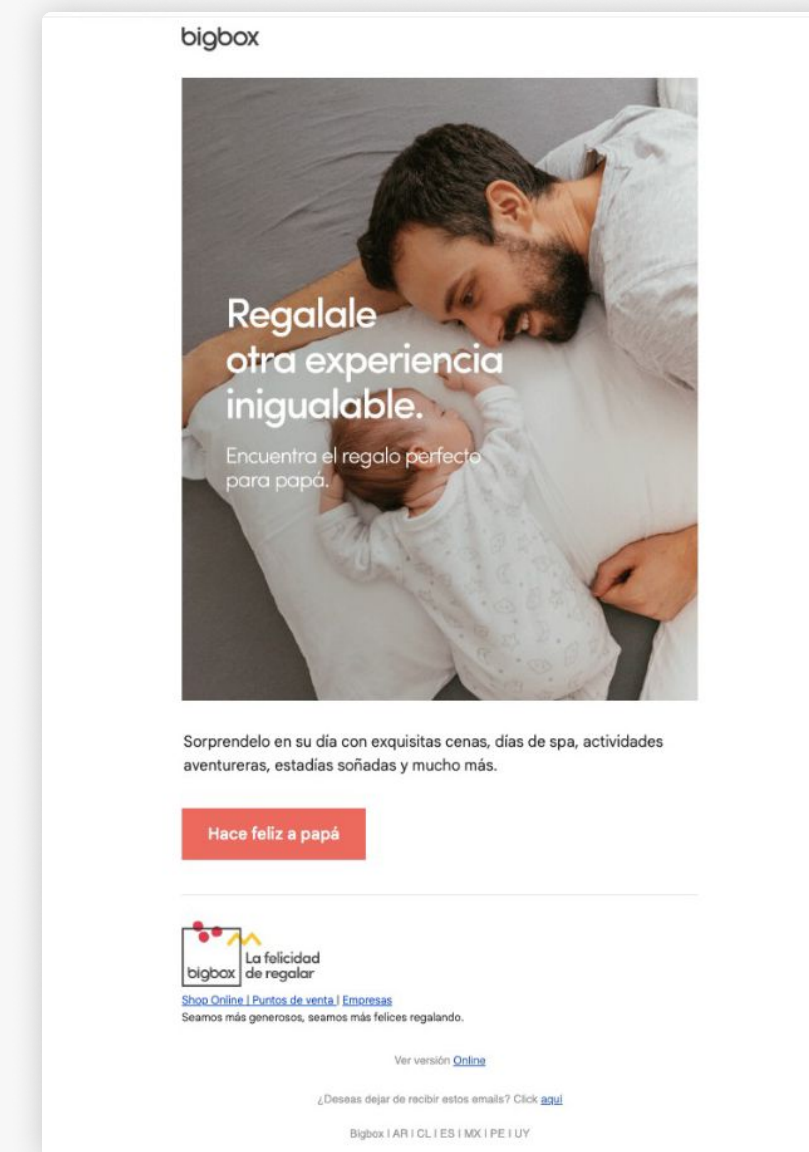 bigbox
Regalale
otra experiencia
inigualable.
Encuentra el regalo perfecto
para papá.
Sorprendelo en su día con exquisitas cenas, días de spa, actividades
aventureras, estadías soñadas y mucho más.
Hace feliz a papá
bigbox
La felicidad
de regalar
Shop Online | Puntos de venta | Empresas
Seamos más generosos, seamos más felices regalando.
Ver versión Online
¿Deseas dejar de recibir estos emails? Click aquí
Bigbox | AR | CL | ES | MX | PE | UY